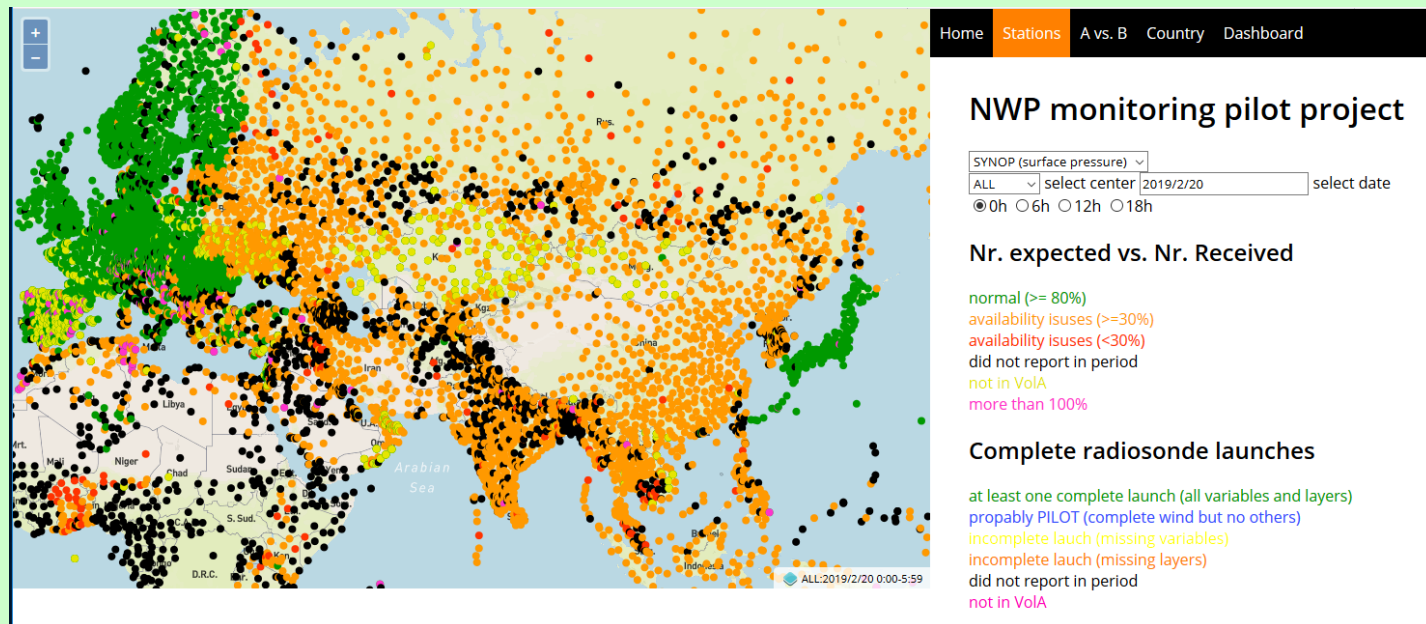 +
−
Rus.
K
Kgz
Mong.
China
Iran
Malta
Libya
Mali
Niger
Chad
Sudan
S. Sud.
D.R.C.
Arabian
Sea
ALL:2019/2/20 0:00-5:59
Home Stations A vs. B Country Dashboard
NWP monitoring pilot project
SYNOP (surface pressure)
ALL select center 2019/2/20 select date
0h 6h 12h 18h
Nr. expected vs. Nr. Received
normal (>= 80%)
availability isuses (>=30%)
availability isuses (<30%)
did not report in period
not in VolA
more than 100%
Complete radiosonde launches
at least one complete launch (all variables and layers)
propably PILOT (complete wind but no others)
incomplete lauch (missing variables)
incomplete lauch (missing layers)
did not report in period
not in VolA